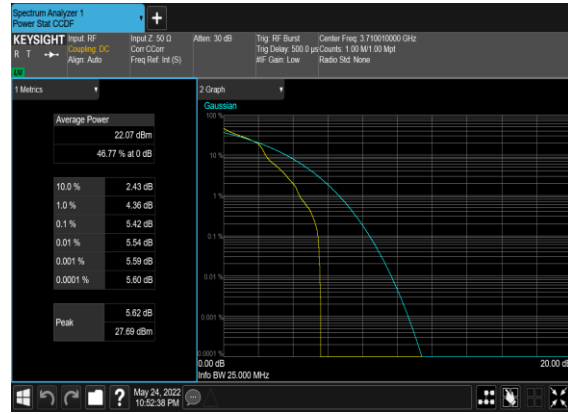 Spectrum Analyzer 1
Power Stat CCDF
KEYSIGHT
R T
LXI
Input: RF
Coupling: DC
Align: Auto
Input Z: 50 Ω
Corr CCorr
Freq Ref: Int (S)
Atten: 30 dB
Trig: RF Burst
Trig Delay: 500.0 µs
#IF Gain: Low
Center Freq: 3.710010000 GHz
Counts: 1.00 M/1.00 Mpt
Radio Std: None
1 Metrics
Average Power
22.07 dBm
46.77 % at 0 dB
10.0 % 2.43 dB
1.0 % 4.36 dB
0.1 % 5.42 dB
0.01 % 5.54 dB
0.001 % 5.59 dB
0.0001 % 5.60 dB
Peak
5.62 dB
27.69 dBm
2 Graph
Gaussian
100 %
10 %
1 %
0.1 %
0.01 %
0.001 %
0.0001 %
0.00 dB
20.00 dB
Info BW 25.000 MHz
?
May 24, 2022
10:52:38 PM